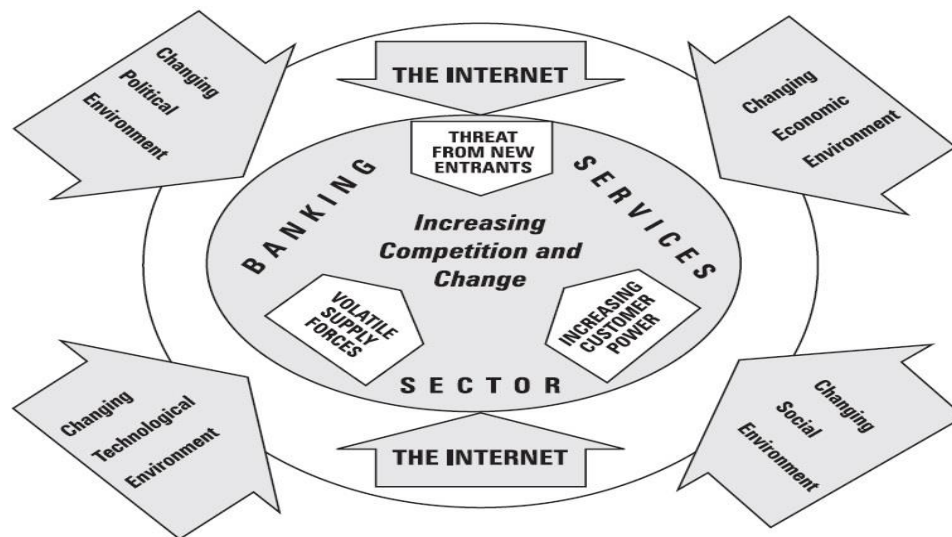 Changing
Political
Environment
THE INTERNET
Changing
Economic
Environment
THREAT
FROM NEW
ENTRANTS
BANKING
SERVICES
Increasing
Competition and
Change
VOLATILE
SUPPLY
FORCES
INCREASING
CUSTOMER
POWER
SECTOR
Changing
Technological
Environment
THE INTERNET
Changing
Social
Environment